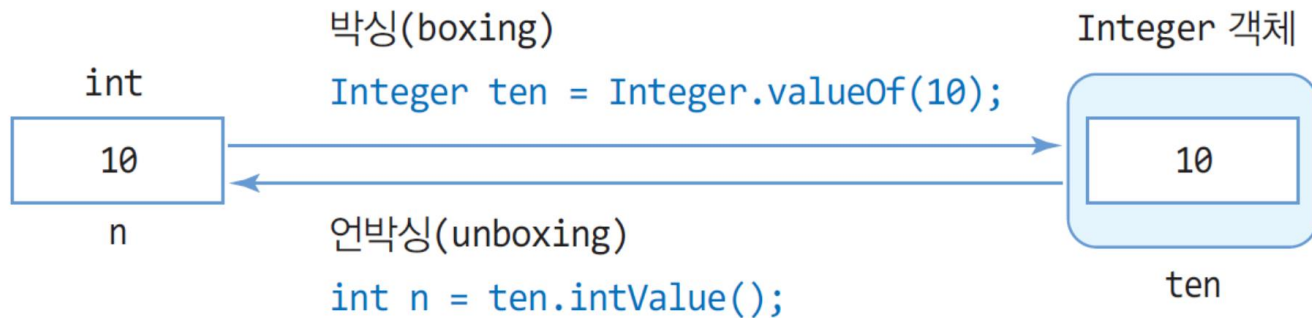 박싱(boxing)
Integer 객체
int
Integer ten = Integer.valueOf(10);
10
10
n
언박싱(unboxing)
ten
int n = ten.intValue();